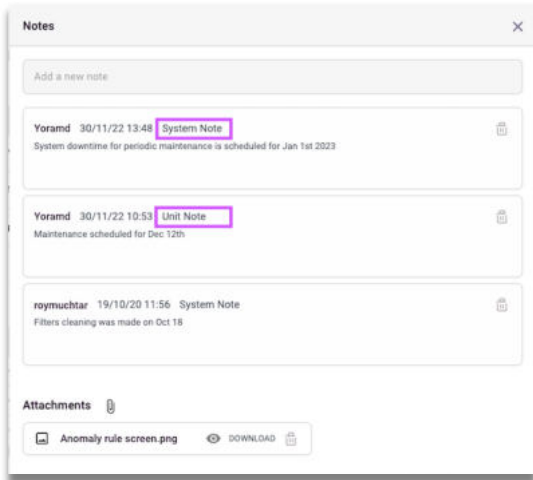 Notes
Add a new note
Yoramd 30/11/22 13:48 System Note
System downtime for periodic maintenance is scheduled for Jan 1st 2023
Yoramd 30/11/22 10:53 Unit Note
Maintenance scheduled for Dec 12th
roymuchtar 19/10/20 11:56 System Note
Filters cleaning was made on Oct 18
Attachments
Anomaly rule screen.png DOWNLOAD